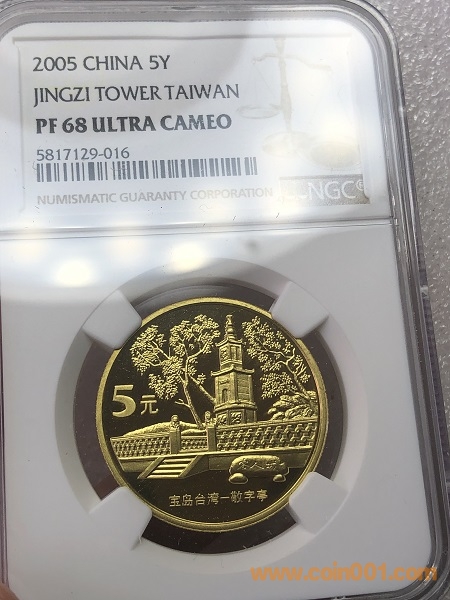 2005 CHINA 5Y
JINGZI TOWER TAIWAN
PF 68 ULTRA CAMEO
5817129-016
NUMISMATIC GUARANTY CORPORATION
NGC
5元
宝岛台湾—敬字亭
www.coin001.com